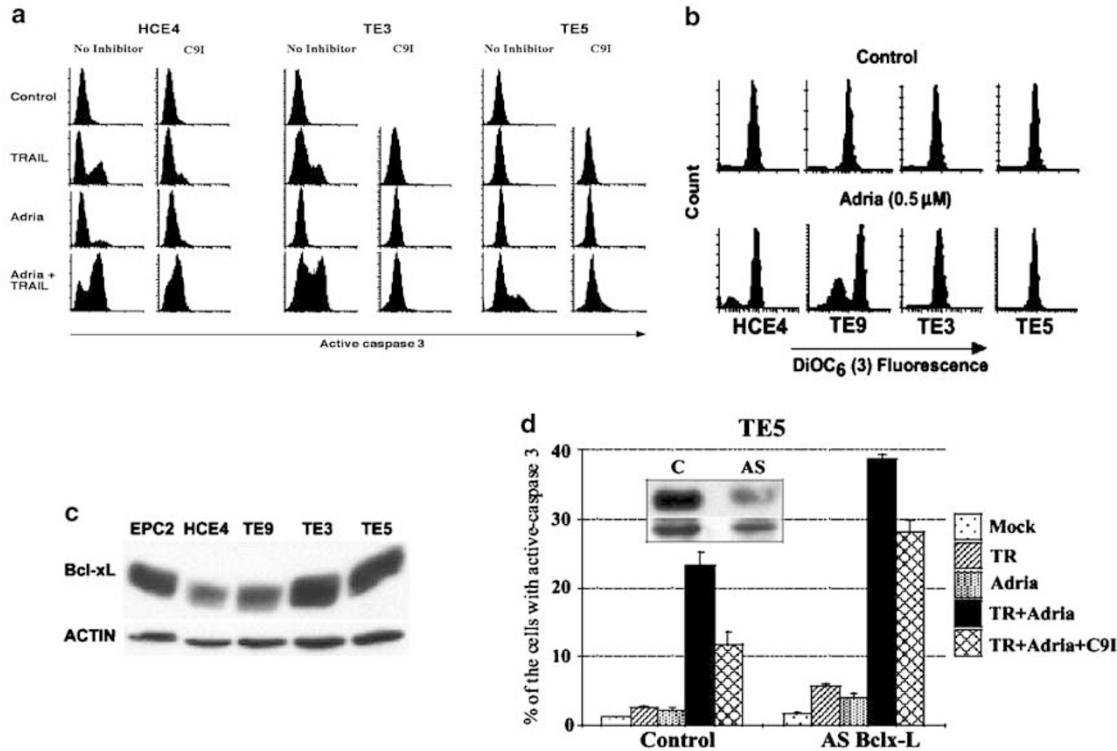 a
HCE4 TE3 TE5
No Inhibitor C9I No Inhibitor C9I No Inhibitor C9I
Control
TRAIL
Adria
Adria +
TRAIL
Active caspase 3
b
Control
Count
Adria (0.5 µM)
HCE4 TE9 TE3 TE5
DiOC6 (3) Fluorescence
c
EPC2 HCE4 TE9 TE3 TE5
Bcl-xL
ACTIN
d
TE5
% of the cells with active-caspase 3
40
30
20
10
0
C AS
Control AS Bclx-L
Mock
TR
Adria
TR+Adria
TR+Adria+C9I